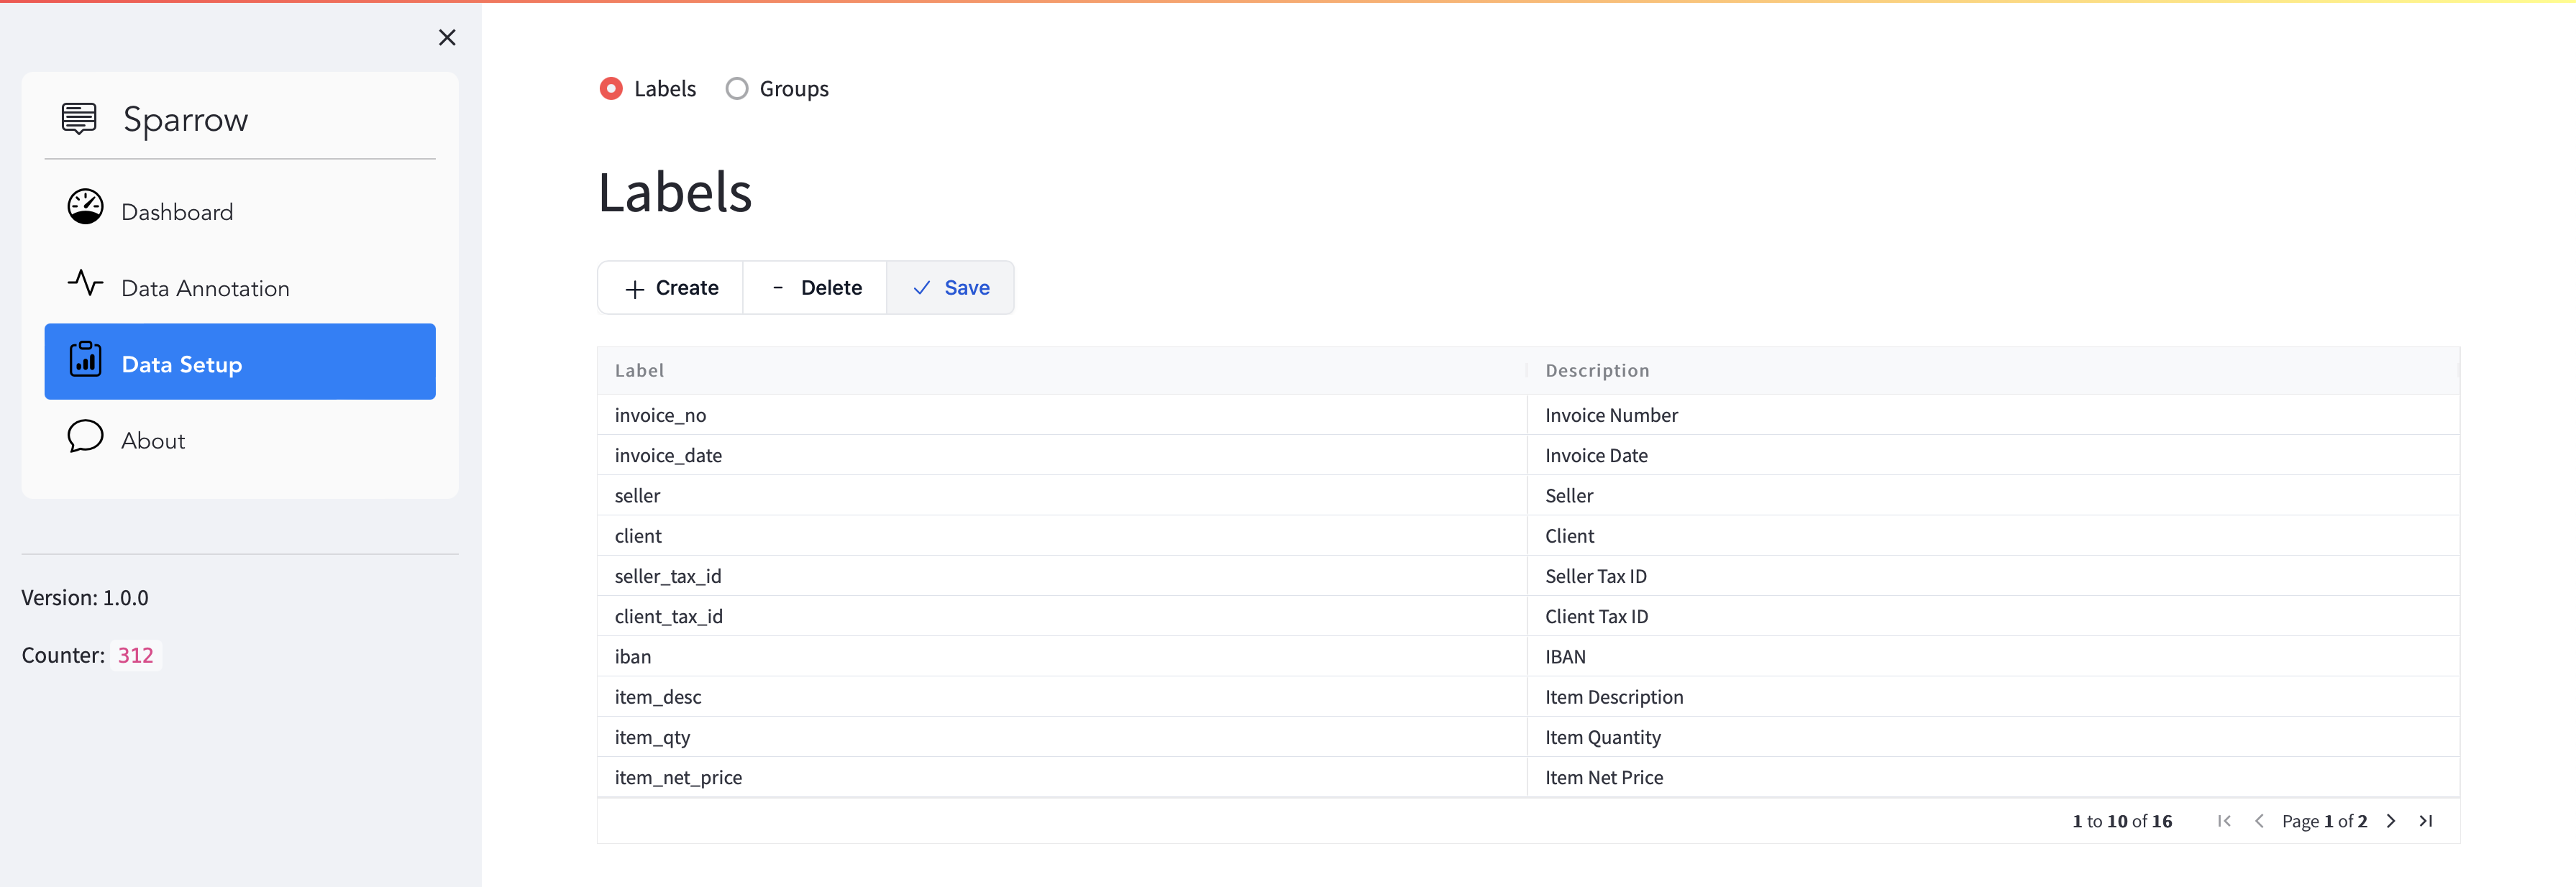 Sparrow
Dashboard
Data Annotation
Data Setup
About
Version: 1.0.0
Counter: 312
Labels Groups
Labels
Create Delete Save
Label Description
invoice_no Invoice Number
invoice_date Invoice Date
seller Seller
client Client
seller_tax_id Seller Tax ID
client_tax_id Client Tax ID
iban IBAN
item_desc Item Description
item_qty Item Quantity
item_net_price Item Net Price
1 to 10 of 16 Page 1 of 2